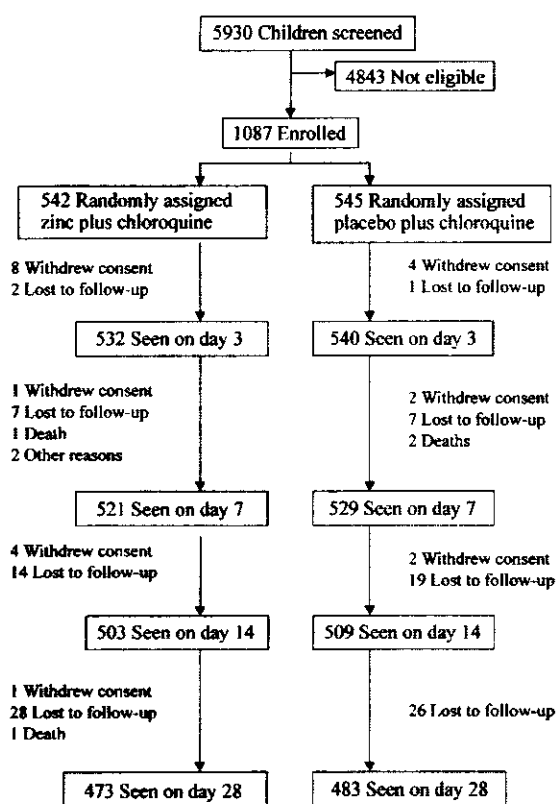 5930 Children screened
4843 Not eligible
1087 Enrolled
542 Randomly assigned
zinc plus chloroquine
545 Randomly assigned
placebo plus chloroquine
8 Withdrew consent
2 Lost to follow-up
4 Withdrew consent
1 Lost to follow-up
532 Seen on day 3
540 Seen on day 3
1 Withdrew consent
7 Lost to follow-up
1 Death
2 Other reasons
2 Withdrew consent
7 Lost to follow-up
2 Deaths
521 Seen on day 7
529 Seen on day 7
4 Withdrew consent
14 Lost to follow-up
2 Withdrew consent
19 Lost to follow-up
503 Seen on day 14
509 Seen on day 14
1 Withdrew consent
28 Lost to follow-up
1 Death
26 Lost to follow-up
473 Seen on day 28
483 Seen on day 28